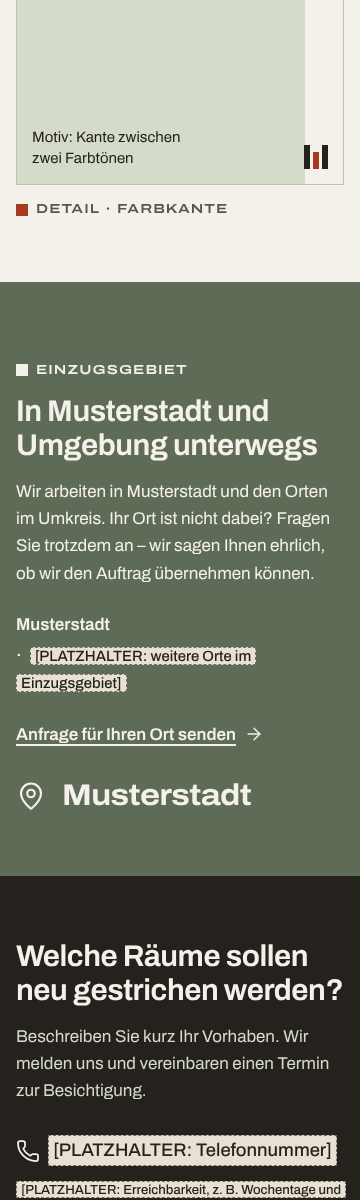 Motiv: Kante zwischen
zwei Farbtönen
DETAIL · FARBKANTE
EINZUGSGEBIET
In Musterstadt und
Umgebung unterwegs
Wir arbeiten in Musterstadt und den Orten
im Umkreis. Ihr Ort ist nicht dabei? Fragen
Sie trotzdem an – wir sagen Ihnen ehrlich,
ob wir den Auftrag übernehmen können.
Musterstadt
· [PLATZHALTER: weitere Orte im
Einzugsgebiet]
Anfrage für Ihren Ort senden →
Musterstadt
Welche Räume sollen
neu gestrichen werden?
Beschreiben Sie kurz Ihr Vorhaben. Wir
melden uns und vereinbaren einen Termin
zur Besichtigung.
[PLATZHALTER: Telefonnummer]
[PLATZHALTER: Erreichbarkeit, z. B. Wochentage und